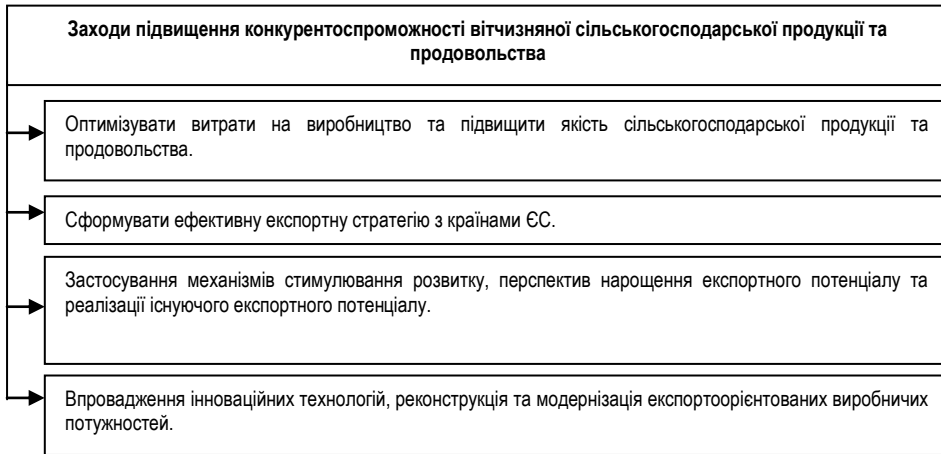 Заходи підвищення конкурентоспроможності вітчизняної сільськогосподарської продукції та
продовольства
Оптимізувати витрати на виробництво та підвищити якість сільськогосподарської продукції та
продовольства.
Сформувати ефективну експортну стратегію з країнами ЄС.
Застосування механізмів стимулювання розвитку, перспектив нарощення експортного потенціалу та
реалізації існуючого експортного потенціалу.
Впровадження інноваційних технологій, реконструкція та модернізація експортоорієнтованих виробничих
потужностей.